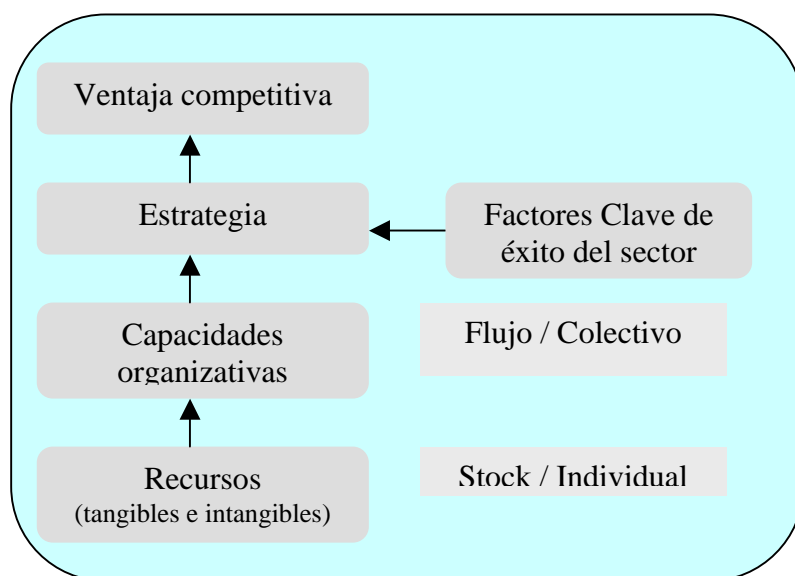 Ventaja competitiva
Estrategia
Factores Clave de
éxito del sector
Capacidades
organizativas
Flujo / Colectivo
Recursos
(tangibles e intangibles)
Stock / Individual